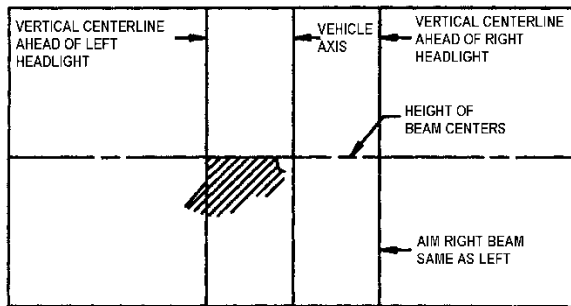 VERTICAL CENTERLINE
AHEAD OF LEFT
HEADLIGHT
VEHICLE
AXIS
VERTICAL CENTERLINE
AHEAD OF RIGHT
HEADLIGHT
HEIGHT OF
BEAM CENTERS
AIM RIGHT BEAM
SAME AS LEFT